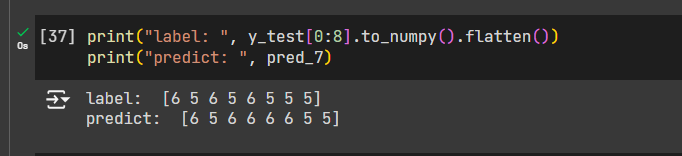 [37] print("label: ", y_test[0:8].to_numpy().flatten())
print("predict: ", pred_7)
0s
label:  [6 5 6 5 6 5 5 5]
predict:  [6 5 6 6 6 6 5 5]